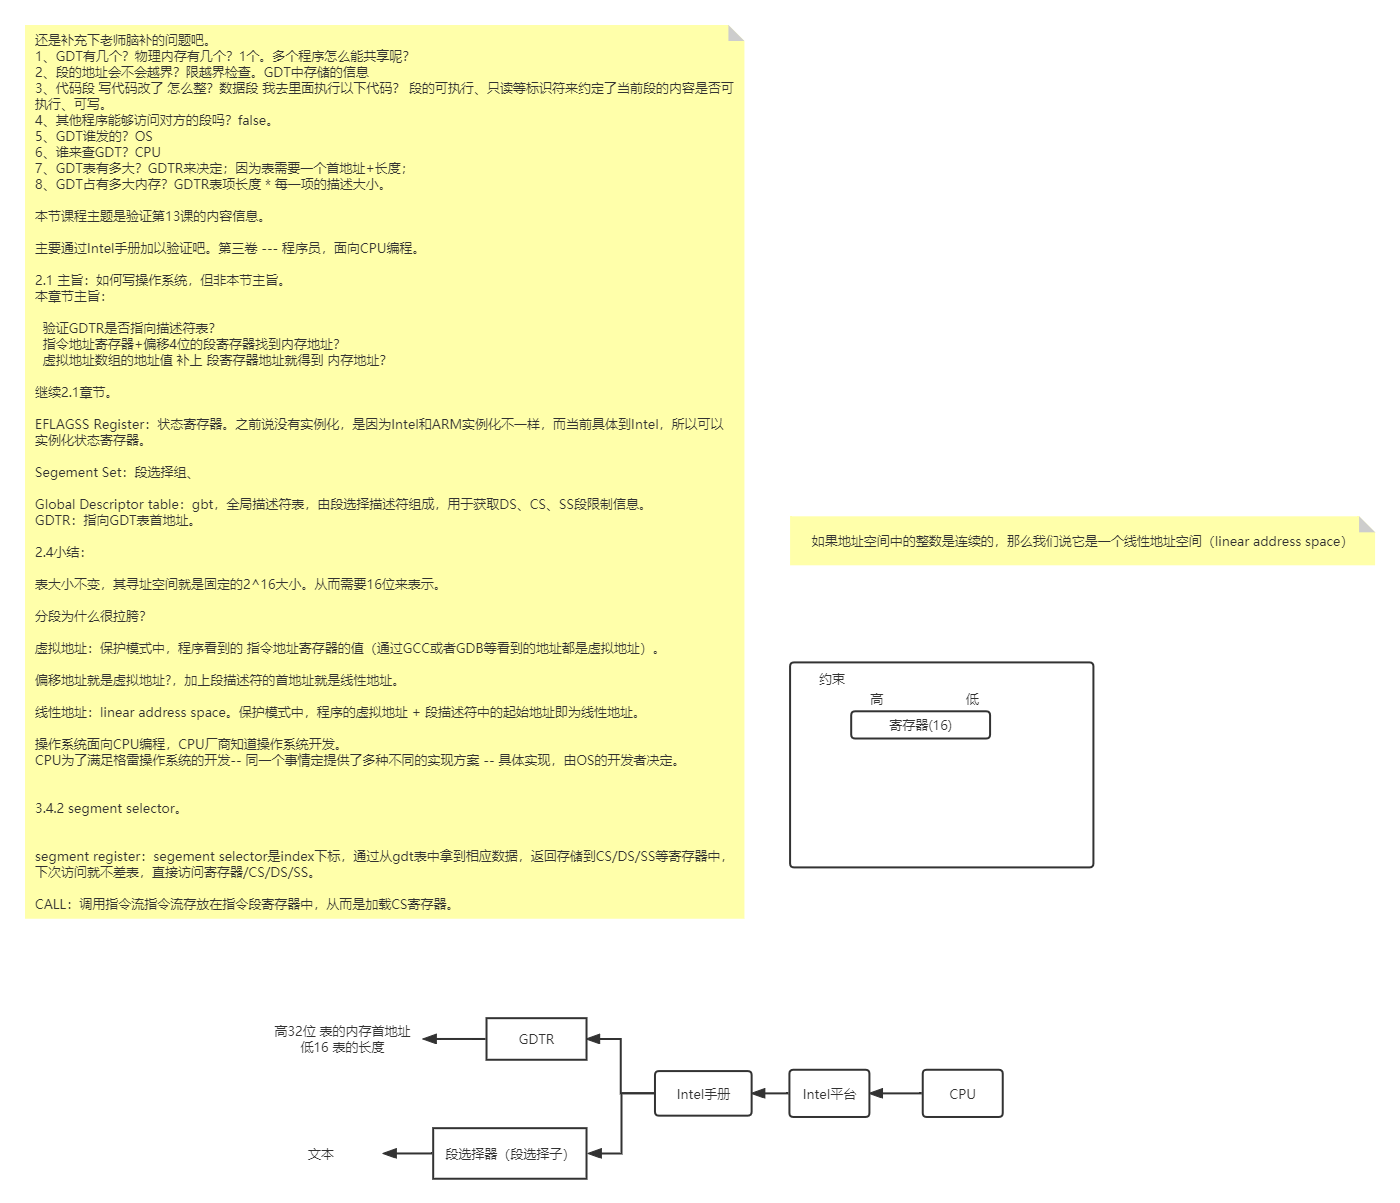 还是补充下老师脑补的问题吧。
1、GDT有几个？物理内存有几个？1个。多个程序怎么能共享呢？
2、段的地址会不会越界？限越界检查。GDT中存储的信息
3、代码段 写代码改了 怎么整？数据段 我去里面执行以下代码？ 段的可执行、只读等标识符来约定了当前段的内容是否可
执行、可写。
4、其他程序能够访问对方的段吗？false。
5、GDT谁发的？OS
6、谁来查GDT？CPU
7、GDT表有多大？GDTR来决定；因为表需要一个首地址+长度；
8、GDT占有多大内存？GDTR表项长度 * 每一项的描述大小。
本节课程主题是验证第13课的内容信息。
主要通过Intel手册加以验证吧。第三卷 --- 程序员，面向CPU编程。
2.1 主旨：如何写操作系统，但非本节主旨。
本章节主旨：
验证GDTR是否指向描述符表？
指令地址寄存器+偏移4位的段寄存器找到内存地址？
虚拟地址数组的地址值 补上 段寄存器地址就得到 内存地址？
继续2.1章节。
EFLAGSS Register：状态寄存器。之前说没有实例化，是因为Intel和ARM实例化不一样，而当前具体到Intel，所以可以
实例化状态寄存器。
Segement Set：段选择组、
Global Descriptor table：gbt，全局描述符表，由段选择描述符组成，用于获取DS、CS、SS段限制信息。
GDTR：指向GDT表首地址。
2.4小结：
表大小不变，其寻址空间就是固定的2^16大小。从而需要16位来表示。
分段为什么很拉胯？
虚拟地址：保护模式中，程序看到的 指令地址寄存器的值（通过GCC或者GDB等看到的地址都是虚拟地址）。
偏移地址就是虚拟地址?，加上段描述符的首地址就是线性地址。
线性地址：linear address space。保护模式中，程序的虚拟地址 + 段描述符中的起始地址即为线性地址。
操作系统面向CPU编程，CPU厂商知道操作系统开发。
CPU为了满足格雷操作系统的开发-- 同一个事情定提供了多种不同的实现方案 -- 具体实现，由OS的开发者决定。
3.4.2 segment selector。
segment register：segement selector是index下标，通过从gdt表中拿到相应数据，返回存储到CS/DS/SS等寄存器中，
下次访问就不差表，直接访问寄存器/CS/DS/SS。
CALL：调用指令流指令流存放在指令段寄存器中，从而是加载CS寄存器。
如果地址空间中的整数是连续的，那么我们说它是一个线性地址空间（linear address space）
约束
高 低
寄存器(16)
高32位 表的内存首地址
低16 表的长度
GDTR
Intel手册
Intel平台
CPU
文本
段选择器（段选择子）